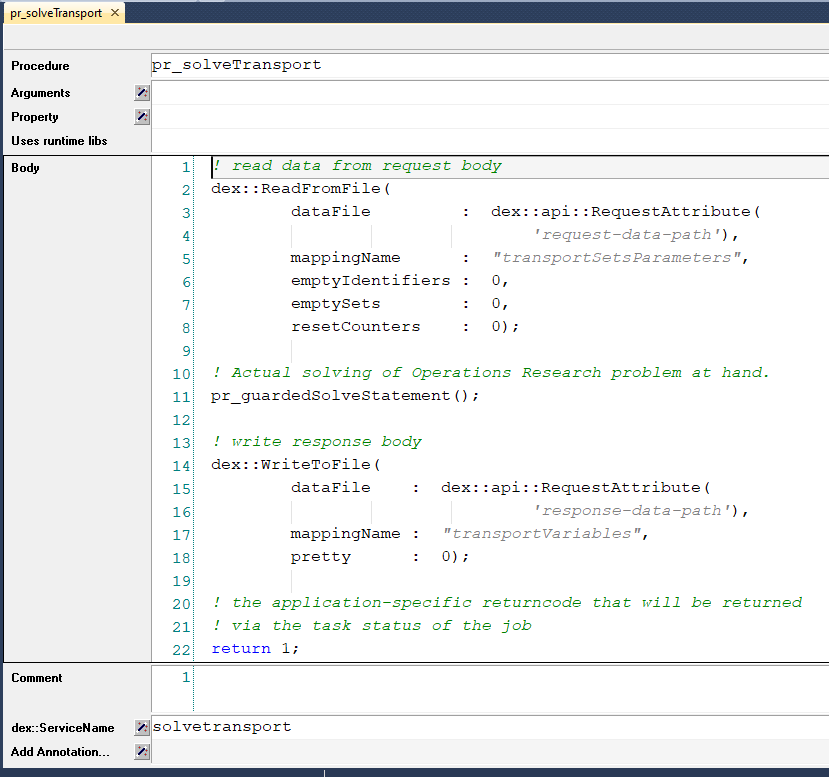 pr_solveTransport ×
Procedure pr_solveTransport
Arguments
Property
Uses runtime libs
Body
1 ! read data from request body
2 dex::ReadFromFile(
3 dataFile : dex::api::RequestAttribute(
4 'request-data-path'),
5 mappingName : "transportSetsParameters",
6 emptyIdentifiers : 0,
7 emptySets : 0,
8 resetCounters : 0);
9
10 ! Actual solving of Operations Research problem at hand.
11 pr_guardedSolveStatement();
12
13 ! write response body
14 dex::WriteToFile(
15 dataFile : dex::api::RequestAttribute(
16 'response-data-path'),
17 mappingName : "transportVariables",
18 pretty : 0);
19
20 ! the application-specific returncode that will be returned
21 ! via the task status of the job
22 return 1;
Comment 1
dex::ServiceName solvetransport
Add Annotation...